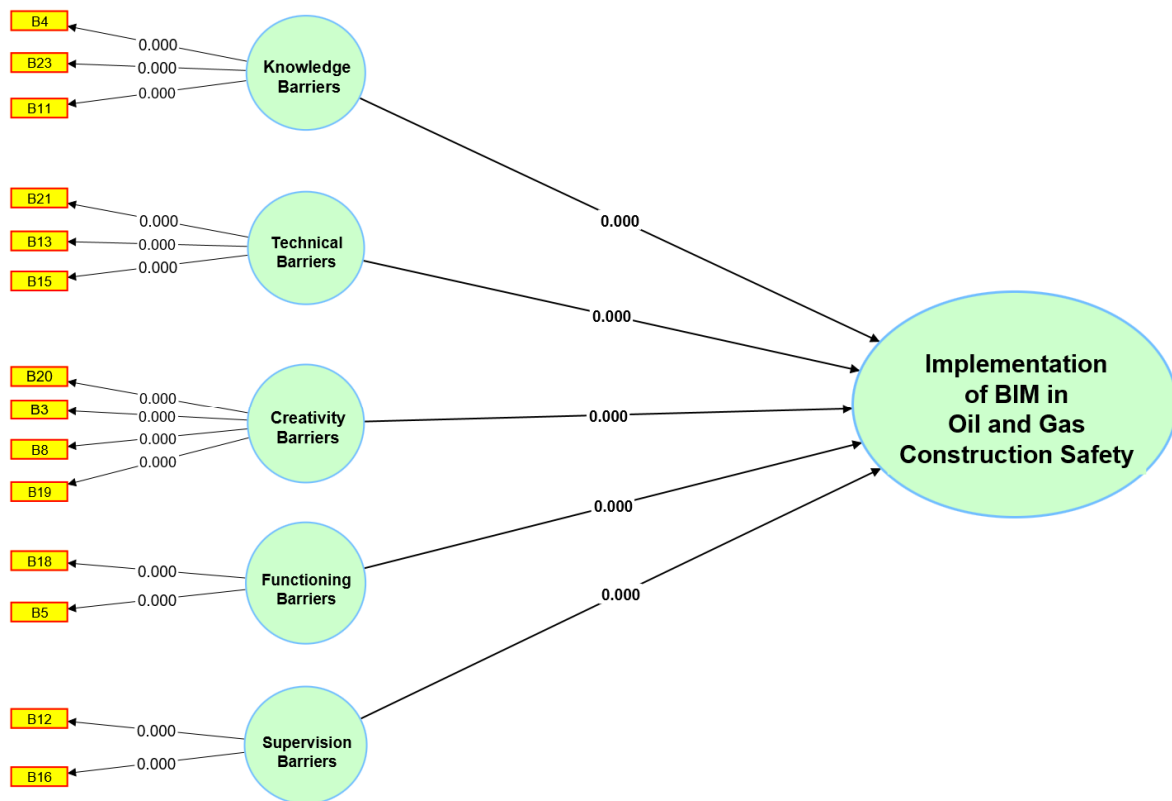 B4
0.000
B23
0.000
B11
0.000
Knowledge
Barriers
0.000
B21
0.000
B13
0.000
B15
0.000
Technical
Barriers
0.000
B20
0.000
B3
0.000
B8
0.000
B19
0.000
Creativity
Barriers
0.000
B18
0.000
B5
0.000
Functioning
Barriers
0.000
B12
0.000
B16
0.000
Supervision
Barriers
0.000
Implementation
of BIM in
Oil and Gas
Construction Safety